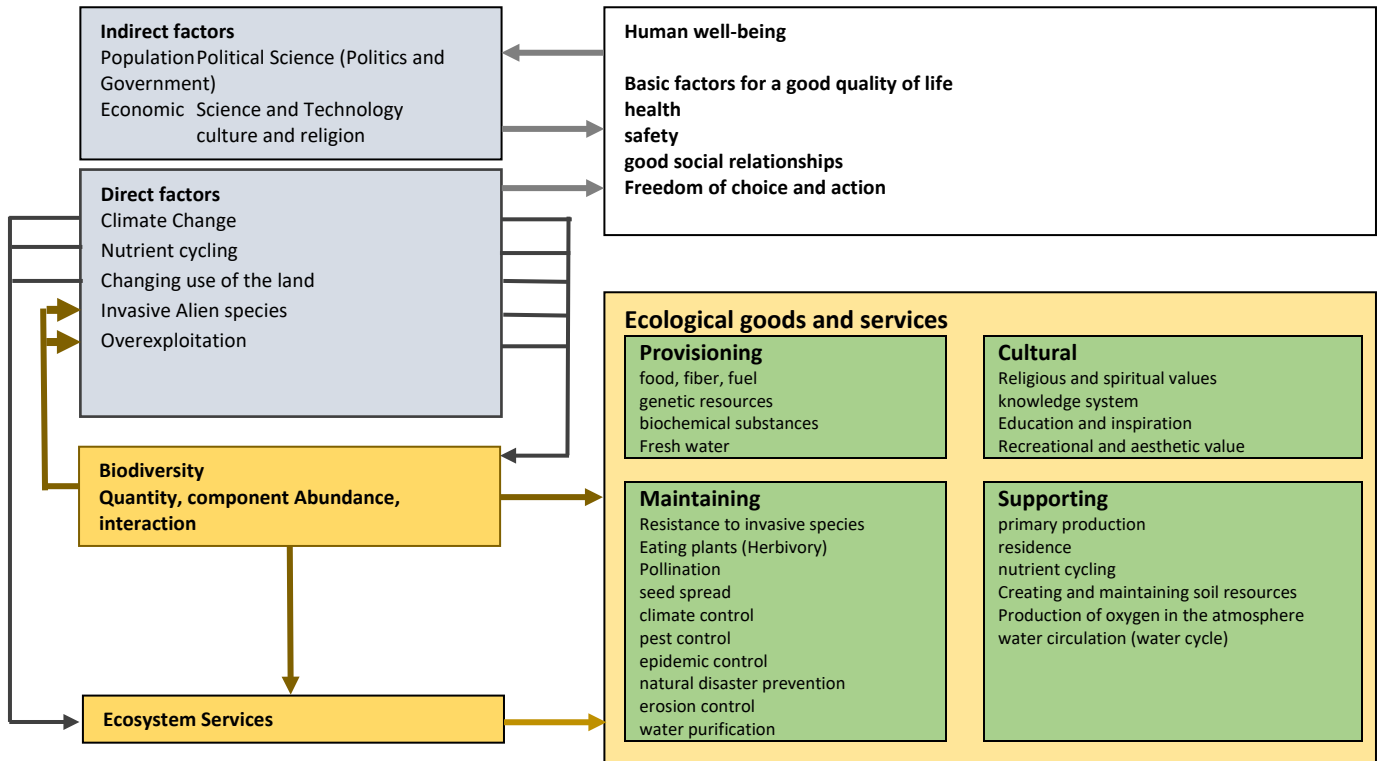 Indirect factors
PopulationPolitical Science (Politics and
Government)
Economic Science and Technology
culture and religion
Human well-being
Basic factors for a good quality of life
health
safety
good social relationships
Freedom of choice and action
Direct factors
Climate Change
Nutrient cycling
Changing use of the land
Invasive Alien species
Overexploitation
Biodiversity
Quantity, component Abundance,
interaction
Ecosystem Services
Ecological goods and services
Provisioning
food, fiber, fuel
genetic resources
biochemical substances
Fresh water
Cultural
Religious and spiritual values
knowledge system
Education and inspiration
Recreational and aesthetic value
Maintaining
Resistance to invasive species
Eating plants (Herbivory)
Pollination
seed spread
climate control
pest control
epidemic control
natural disaster prevention
erosion control
water purification
Supporting
primary production
residence
nutrient cycling
Creating and maintaining soil resources
Production of oxygen in the atmosphere
water circulation (water cycle)